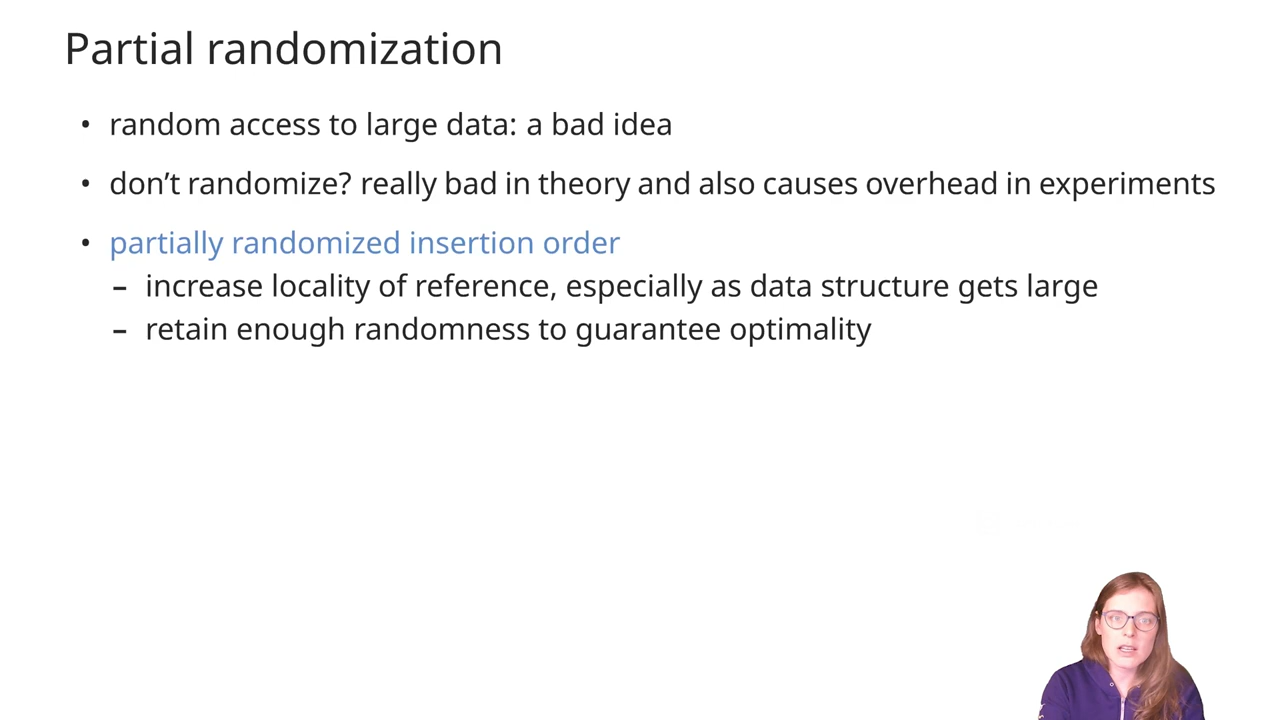 Partial randomization
• random access to large data: a bad idea
• don’t randomize? really bad in theory and also causes overhead in experiments
• partially randomized insertion order
– increase locality of reference, especially as data structure gets large
– retain enough randomness to guarantee optimality